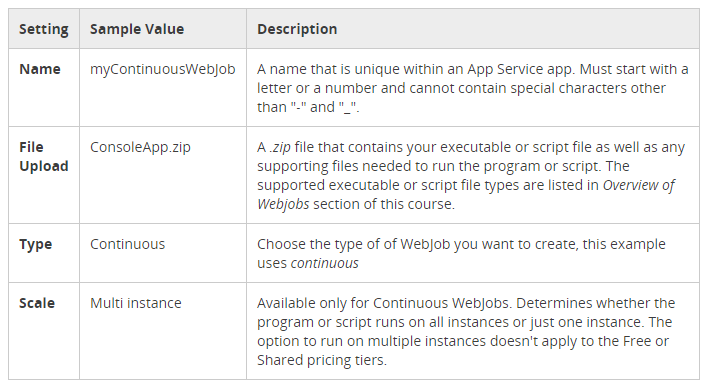 Setting Sample Value Description
Name myContinuousWebJob A name that is unique within an App Service app. Must start with a
letter or a number and cannot contain special characters other
than "-" and "_".
File Upload ConsoleApp.zip A .zip file that contains your executable or script file as well as any
supporting files needed to run the program or script. The
supported executable or script file types are listed in Overview of
Webjobs section of this course.
Type Continuous Choose the type of of WebJob you want to create, this example
uses continuous
Scale Multi instance Available only for Continuous WebJobs. Determines whether the
program or script runs on all instances or just one instance. The
option to run on multiple instances doesn't apply to the Free or
Shared pricing tiers.